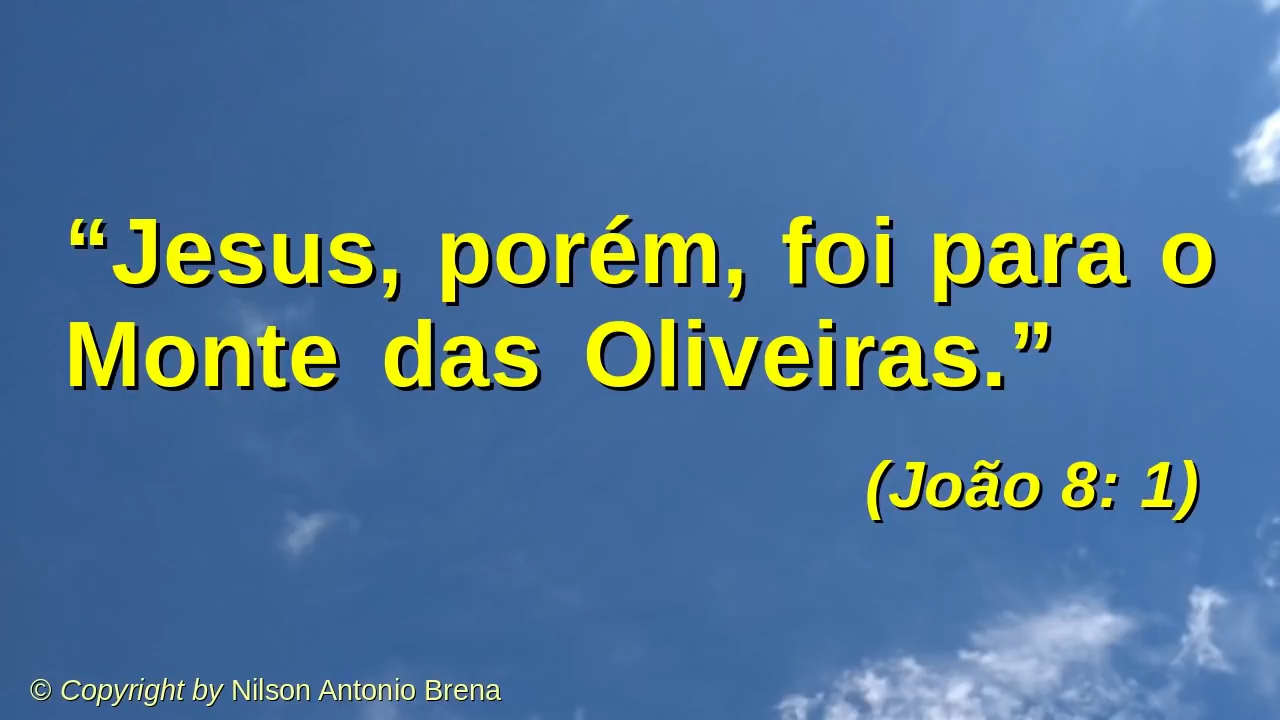 “Jesus, porém, foi para o
Monte das Oliveiras.”
(João 8: 1)
© Copyright by Nilson Antonio Brena